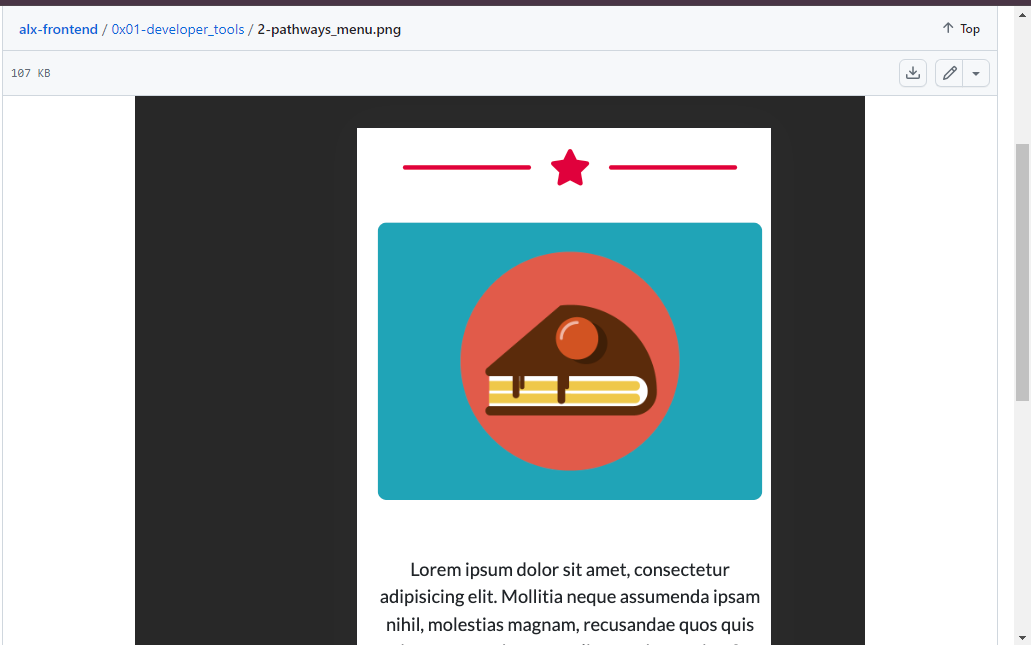 alx-frontend / 0x01-developer_tools / 2-pathways_menu.png
Top
107 KB
Lorem ipsum dolor sit amet, consectetur
adipisicing elit. Mollitia neque assumenda ipsam
nihil, molestias magnam, recusandae quos quis